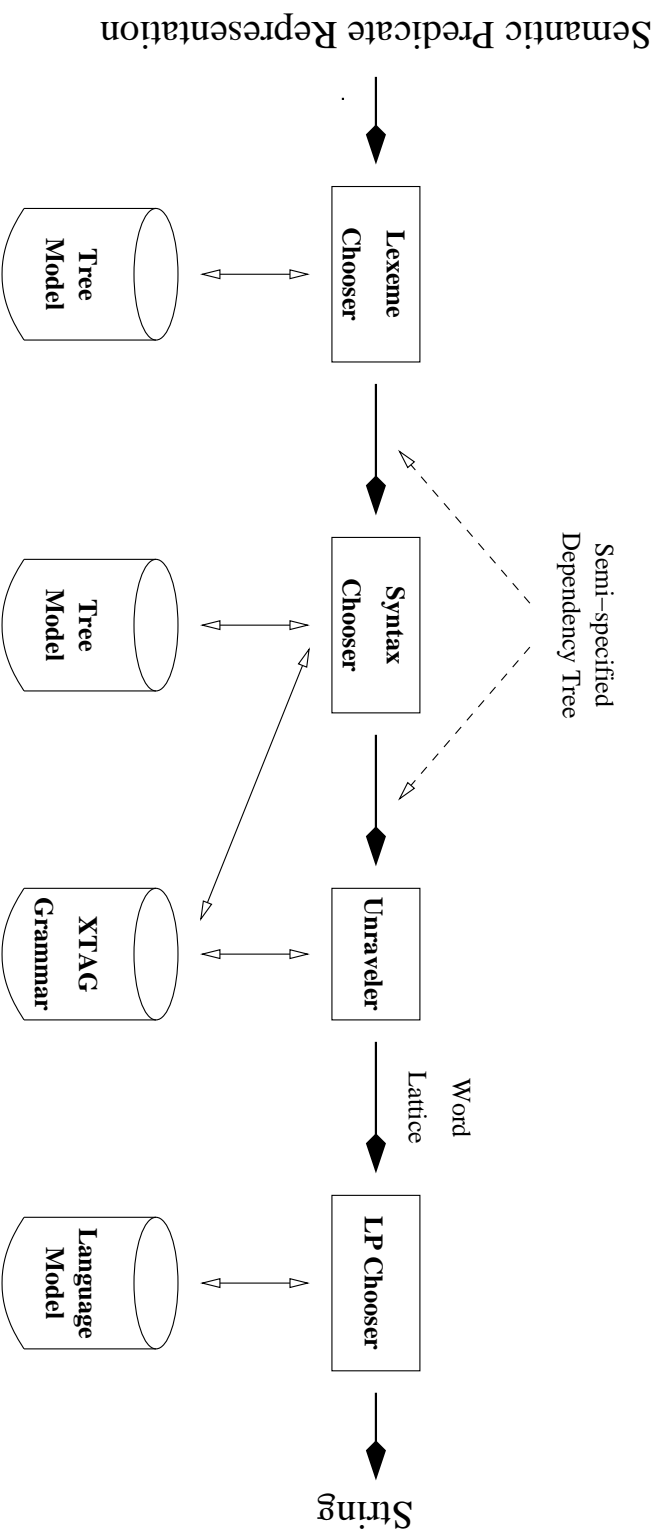 Semantic Predicate Representation
Lexeme
Chooser
Tree
Model
Semi-specified
Dependency Tree
Syntax
Chooser
Tree
Model
Unraveler
XTAG
Grammar
Word
Lattice
LP Chooser
Language
Model
String